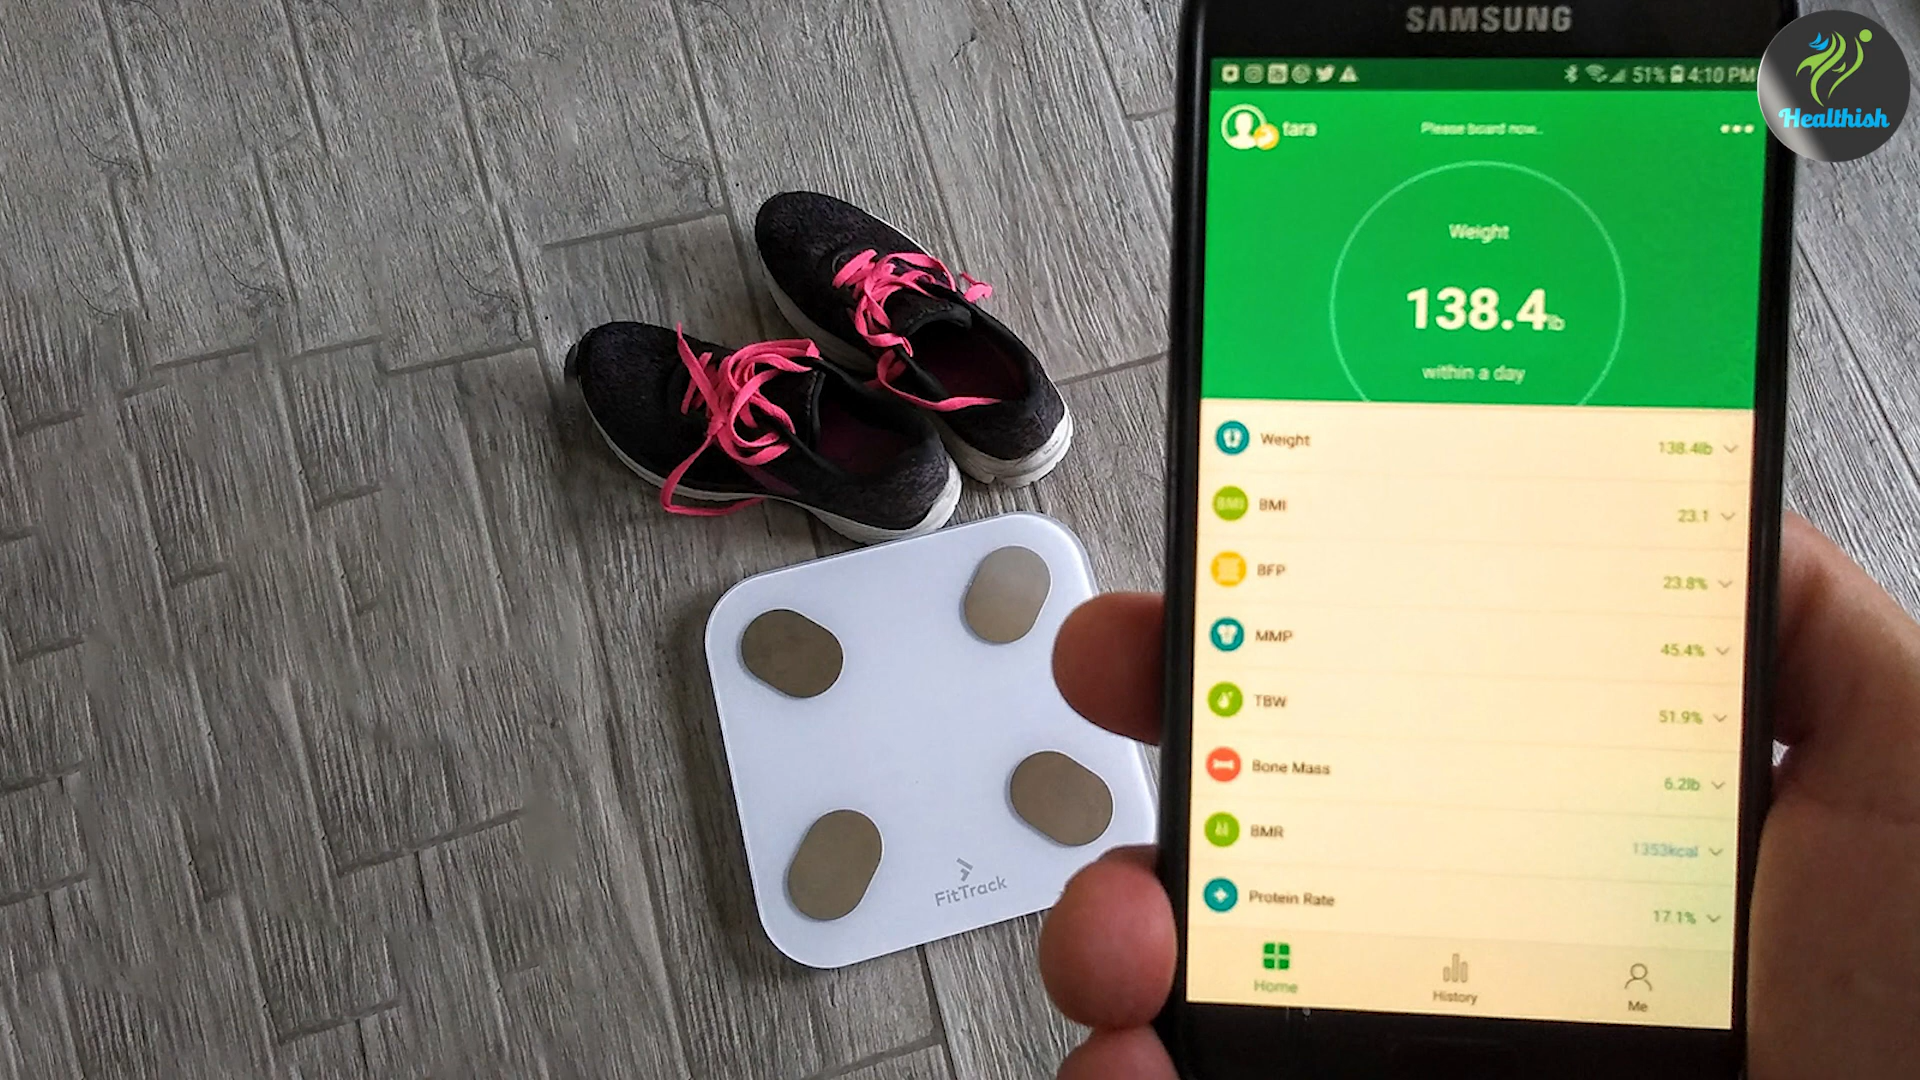 SAMSUNG
51% 4:10 PM
tara
Please board now...
Healthish
Weight
138.4lb
within a day
Weight 138.4lb
BMI BMI 23.1
BFP 23.8%
MMP 45.4%
TBW 51.9%
Bone Mass 6.2lb
BMR 1353kcal
Protein Rate 17.1%
Home History Me
FitTrack